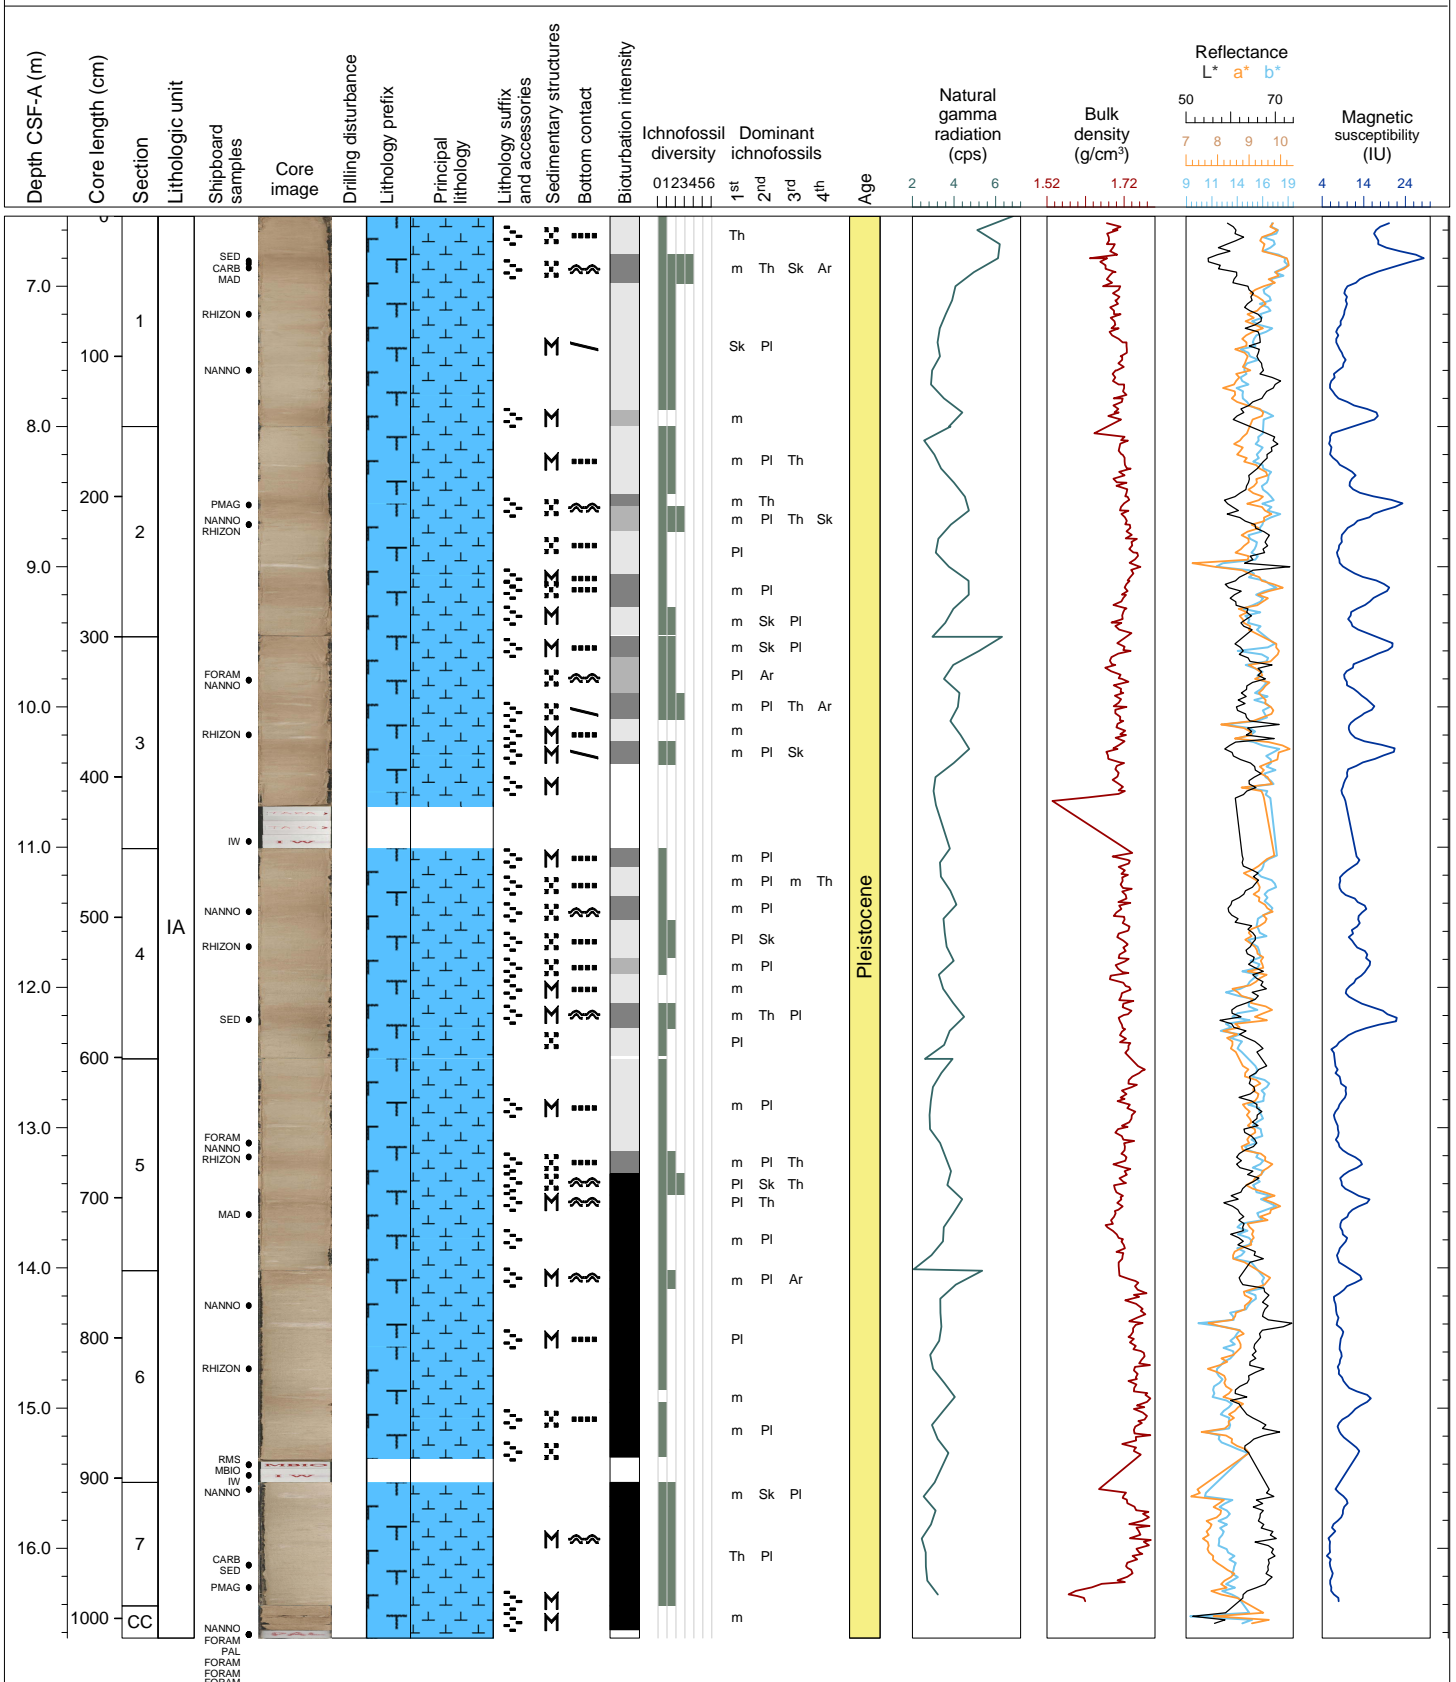 Depth CSF-A (m)
Core length (cm)
Section
Lithologic unit
Shipboard samples
Core image
Drilling disturbance
Lithology prefix
Principal lithology
Lithology suffix and accessories
Sedimentary structures
Bottom contact
Bioturbation intensity
Ichnofossil diversity
0123456
Dominant ichnofossils
1st 2nd 3rd 4th
Age
Natural gamma radiation (cps)
2 4 6
Bulk density (g/cm³)
1.52 1.72
Reflectance
L* a* b*
50 70
7 8 9 10
9 11 14 16 19
Magnetic susceptibility (IU)
4 14 24
0
Th
SED
CARB
MAD
m Th Sk Ar
7.0
RHIZON
1
100
Sk Pl
NANNO
m
8.0
m Pl Th
200
PMAG
m Th
NANNO
RHIZON
m Pl Th Sk
2
Pl
9.0
m Pl
m Sk Pl
300
m Sk Pl
FORAM
NANNO
Pl Ar
10.0
m Pl Th Ar
RHIZON
m
3
m Pl Sk
400
IW
I W
11.0
m Pl
m Pl m Th
NANNO
m Pl
500
IA
Pleistocene
RHIZON
Pl Sk
4
m Pl
12.0
m
SED
m Th Pl
Pl
600
m Pl
13.0
FORAM
NANNO
RHIZON
5
m Pl Th
Pl Sk Th
700
Pl Th
MAD
m Pl
14.0
m Pl Ar
NANNO
800
Pl
RHIZON
6
m
15.0
m Pl
RMS
MBIO
IW
MBIO
I W
900
NANNO
m Sk Pl
7
16.0
CARB
SED
Th Pl
PMAG
1000
CC
m
NANNO
FORAM
PAL
PAL
FORAM
FORAM
FORAM